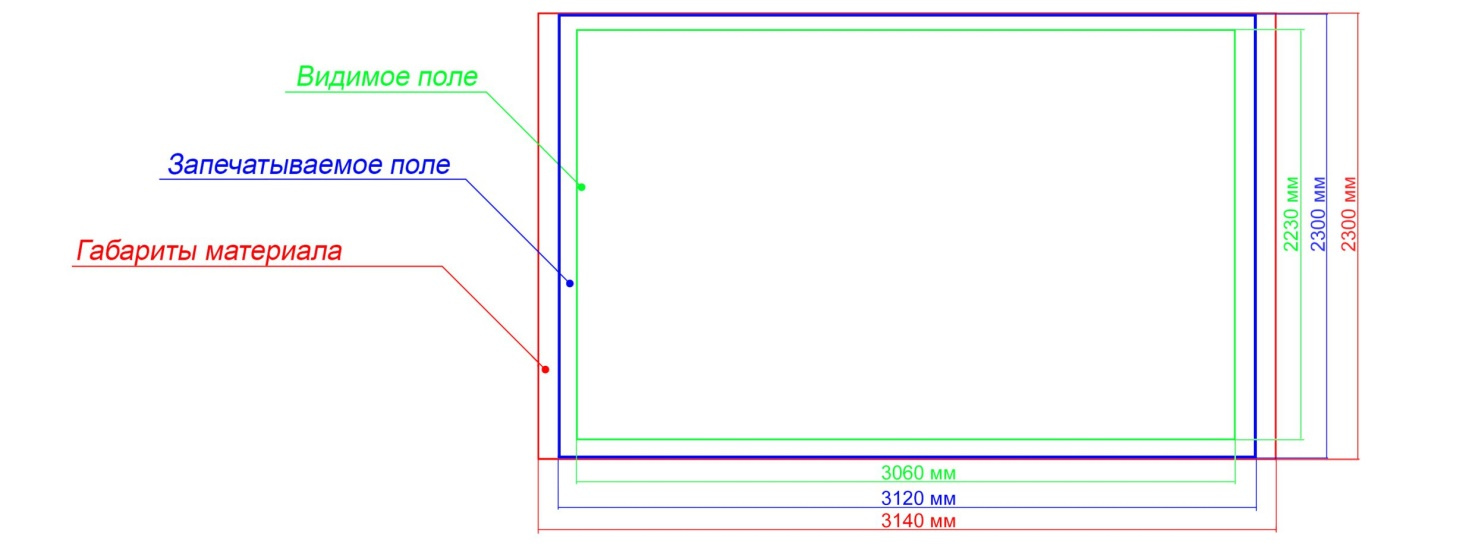 Видимое поле
Запечатываемое поле
Габариты материала
2230 мм
2300 мм
2300 мм
3060 мм
3120 мм
3140 мм